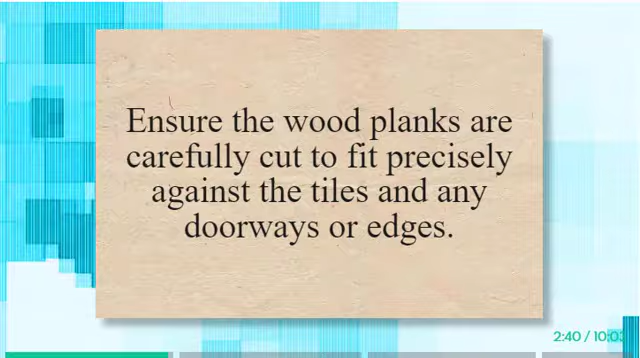 Ensure the wood planks are
carefully cut to fit precisely
against the tiles and any
doorways or edges.
2:40 / 10:03